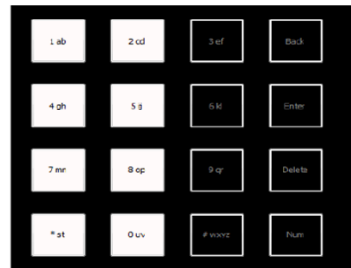 1 ab 2 cd 3 ef Back
4 gh 5 ij 6 kl Enter
7 mn 8 op 9 qr Delete
* st 0 uv # wxyz Num